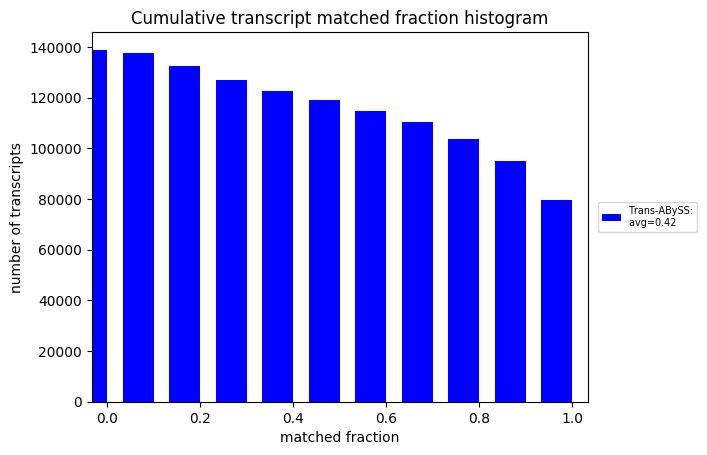 Cumulative transcript matched fraction histogram
number of transcripts
140000
120000
100000
80000
60000
40000
20000
0
0.0 0.2 0.4 0.6 0.8 1.0
matched fraction
Trans-ABySS:
avg=0.42